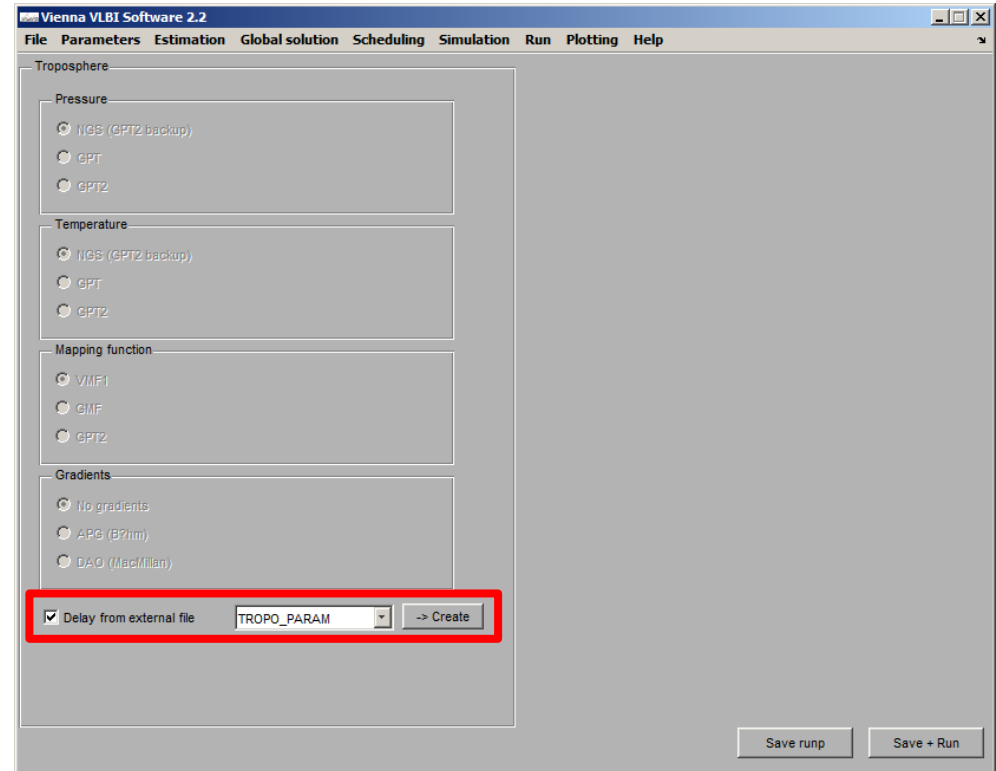 Vienna VLBI Software 2.2
File Parameters Estimation Global solution Scheduling Simulation Run Plotting Help
Troposphere
Pressure
NGS (GPT2 backup)
GPT
GPT2
Temperature
NGS (GPT2 backup)
GPT
GPT2
Mapping function
VMF1
GMF
GPT2
Gradients
No gradients
APG (B?hm)
DAO (MacMillan)
Delay from external file TROPO_PARAM -> Create
Save runp Save + Run